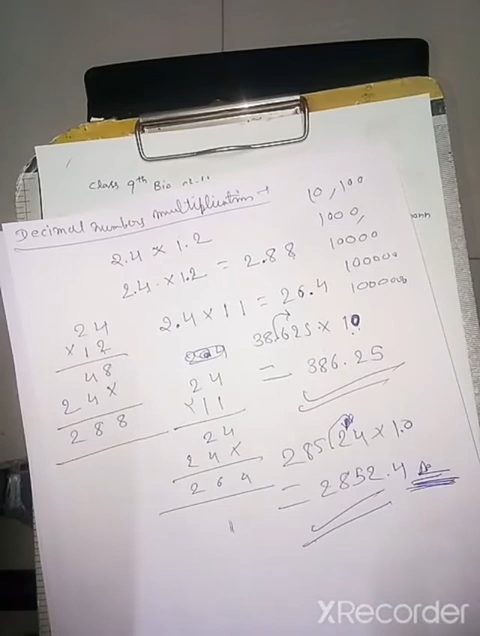 Class 9th Bio
Decimal numbers multiplication →
2.4 × 1.2
2.4 × 1.2 = 2.88
2.4 × 11 = 26.4
24
×12
48
24×
288
24
×11
24
24×
264
10, 100
1000,
10000
100000
1000000
38.625 × 10
= 386.25
285.24 × 10
= 2852.4
XRecorder